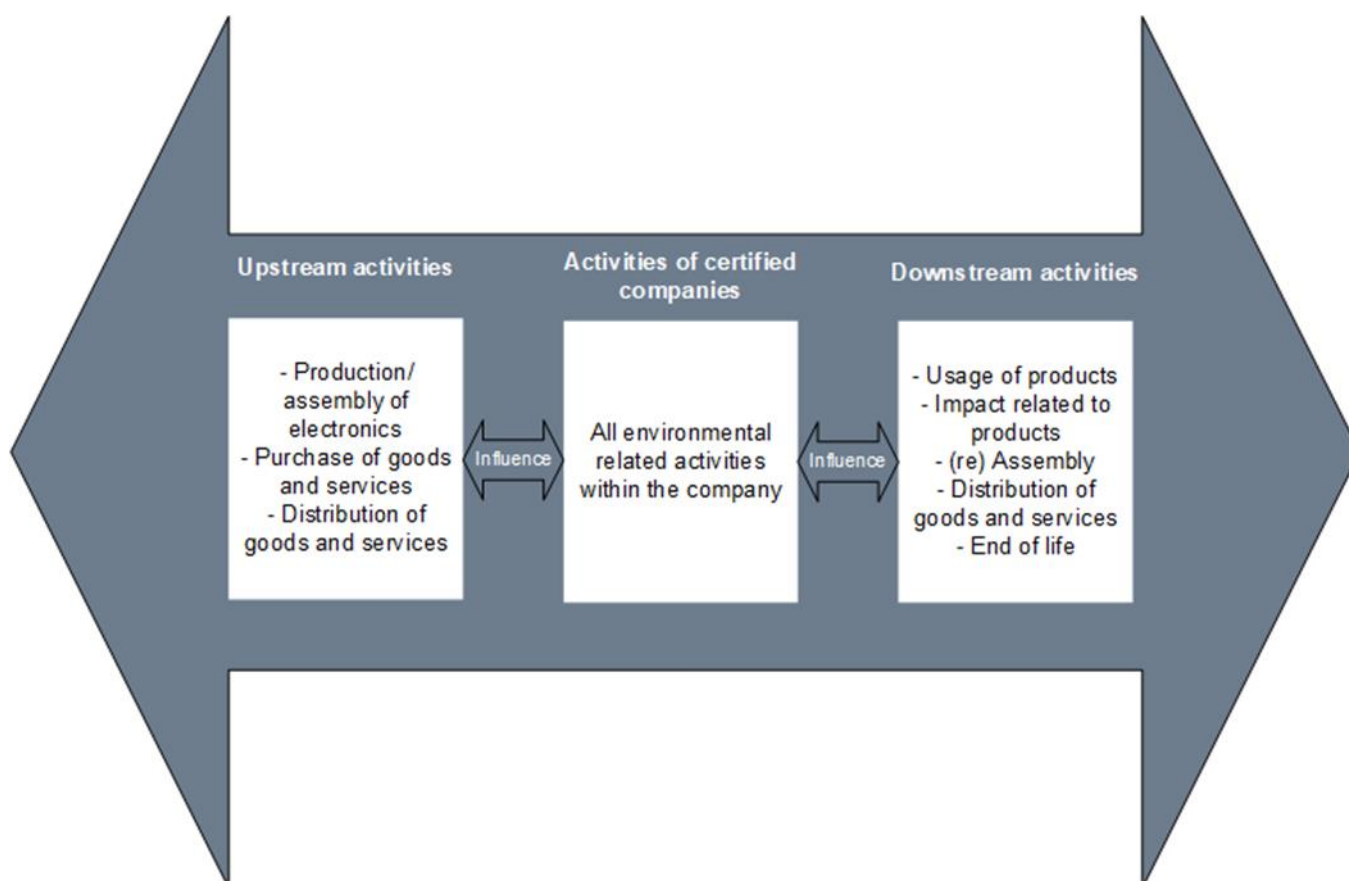 Upstream activities
Activities of certified
companies
Downstream activities
- Production/
assembly of
electronics
- Purchase of goods
and services
- Distribution of
goods and services
Influence
All environmental
related activities
within the company
Influence
- Usage of products
- Impact related to
products
- (re) Assembly
- Distribution of
goods and services
- End of life